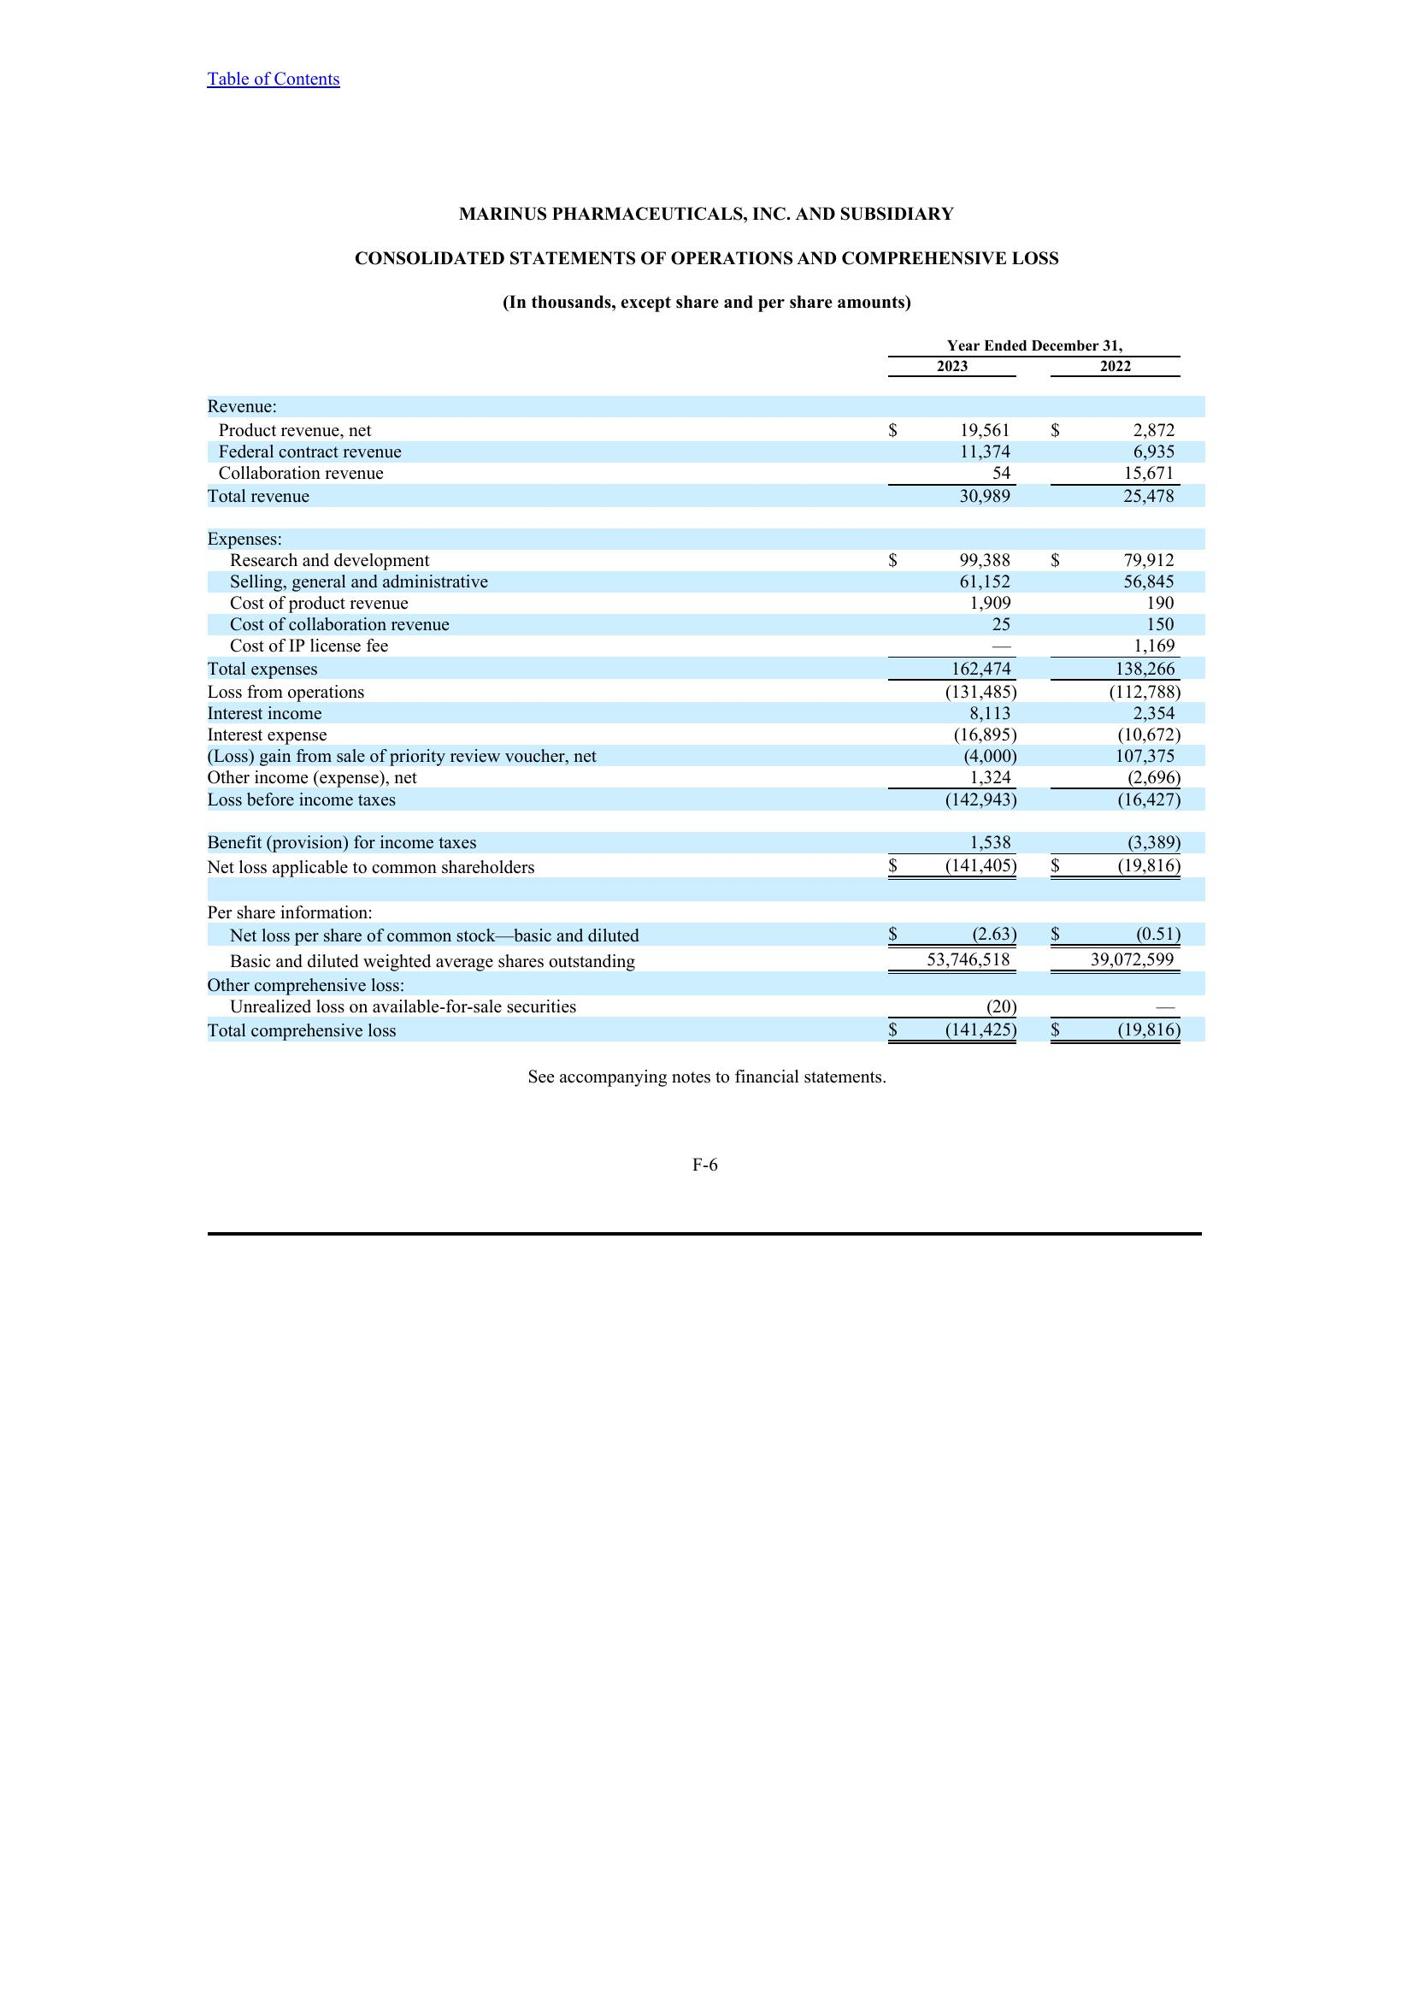 Table of Contents
MARINUS PHARMACEUTICALS, INC. AND SUBSIDIARY
CONSOLIDATED STATEMENTS OF OPERATIONS AND COMPREHENSIVE LOSS
(In thousands, except share and per share amounts)
Year Ended December 31,
2023 2022
Revenue:
Product revenue, net $ 19,561 $ 2,872
Federal contract revenue 11,374 6,935
Collaboration revenue 54 15,671
Total revenue 30,989 25,478
Expenses:
Research and development $ 99,388 $ 79,912
Selling, general and administrative 61,152 56,845
Cost of product revenue 1,909 190
Cost of collaboration revenue 25 150
Cost of IP license fee — 1,169
Total expenses 162,474 138,266
Loss from operations (131,485) (112,788)
Interest income 8,113 2,354
Interest expense (16,895) (10,672)
(Loss) gain from sale of priority review voucher, net (4,000) 107,375
Other income (expense), net 1,324 (2,696)
Loss before income taxes (142,943) (16,427)
Benefit (provision) for income taxes 1,538 (3,389)
Net loss applicable to common shareholders $ (141,405) $ (19,816)
Per share information:
Net loss per share of common stock—basic and diluted $ (2.63) $ (0.51)
Basic and diluted weighted average shares outstanding 53,746,518 39,072,599
Other comprehensive loss:
Unrealized loss on available-for-sale securities (20) —
Total comprehensive loss $ (141,425) $ (19,816)
See accompanying notes to financial statements.
F-6